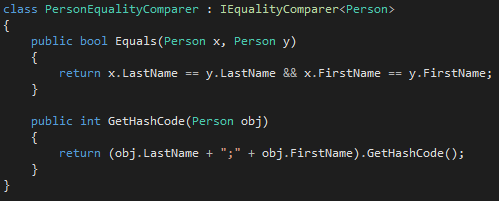 class PersonEqualityComparer : IEqualityComparer<Person>
{
    public bool Equals(Person x, Person y)
    {
        return x.LastName == y.LastName && x.FirstName == y.FirstName;
    }

    public int GetHashCode(Person obj)
    {
        return (obj.LastName + ";" + obj.FirstName).GetHashCode();
    }
}